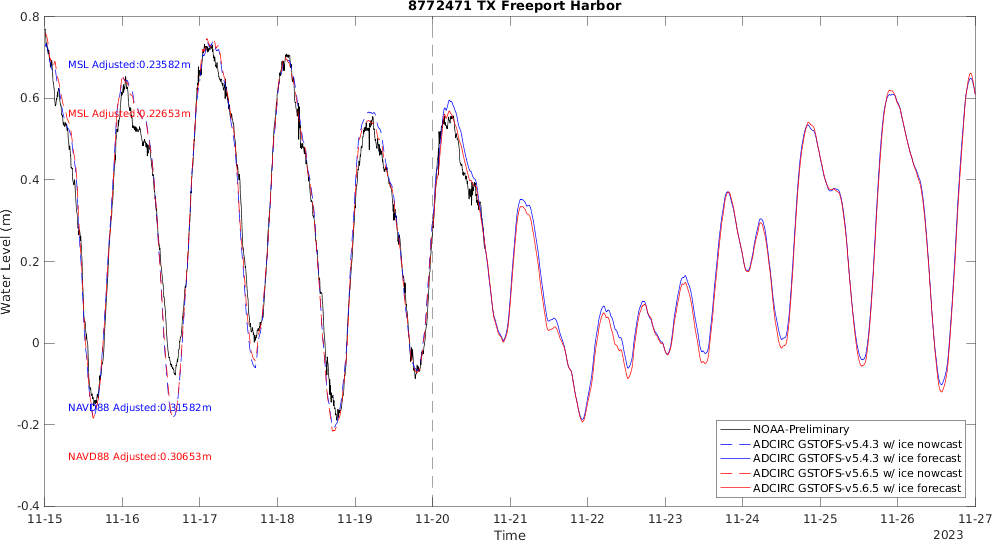 8772471 TX Freeport Harbor
0.8
0.6
0.4
0.2
0
-0.2
-0.4
Water Level (m)
MSL Adjusted:0.23582m
MSL Adjusted:0.22653m
NAVD88 Adjusted:0.31582m
NAVD88 Adjusted:0.30653m
NOAA-Preliminary
ADCIRC GSTOFS-v5.4.3 w/ ice nowcast
ADCIRC GSTOFS-v5.4.3 w/ ice forecast
ADCIRC GSTOFS-v5.6.5 w/ ice nowcast
ADCIRC GSTOFS-v5.6.5 w/ ice forecast
11-15 11-16 11-17 11-18 11-19 11-20 11-21 11-22 11-23 11-24 11-25 11-26 11-27
Time
2023